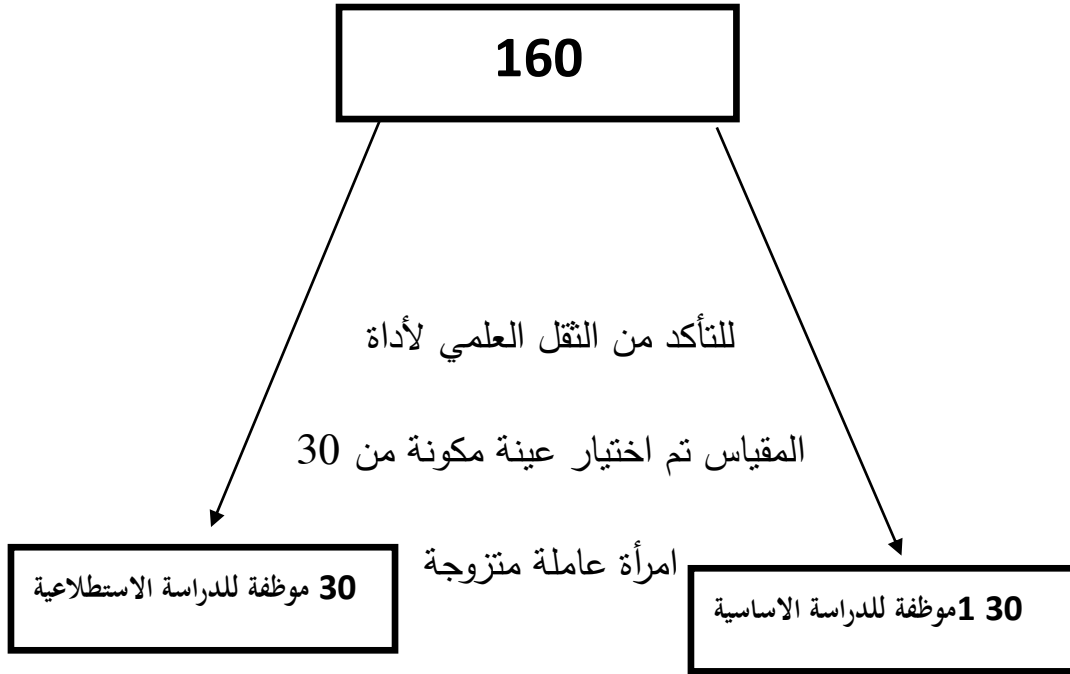 160
للتأكد من الثقل العلمي لأداة
المقياس تم اختيار عينة مكونة من 30
امرأة عاملة متزوجة
30 موظفة للدراسة الاستطلاعية
30 1موظفة للدراسة الاساسية